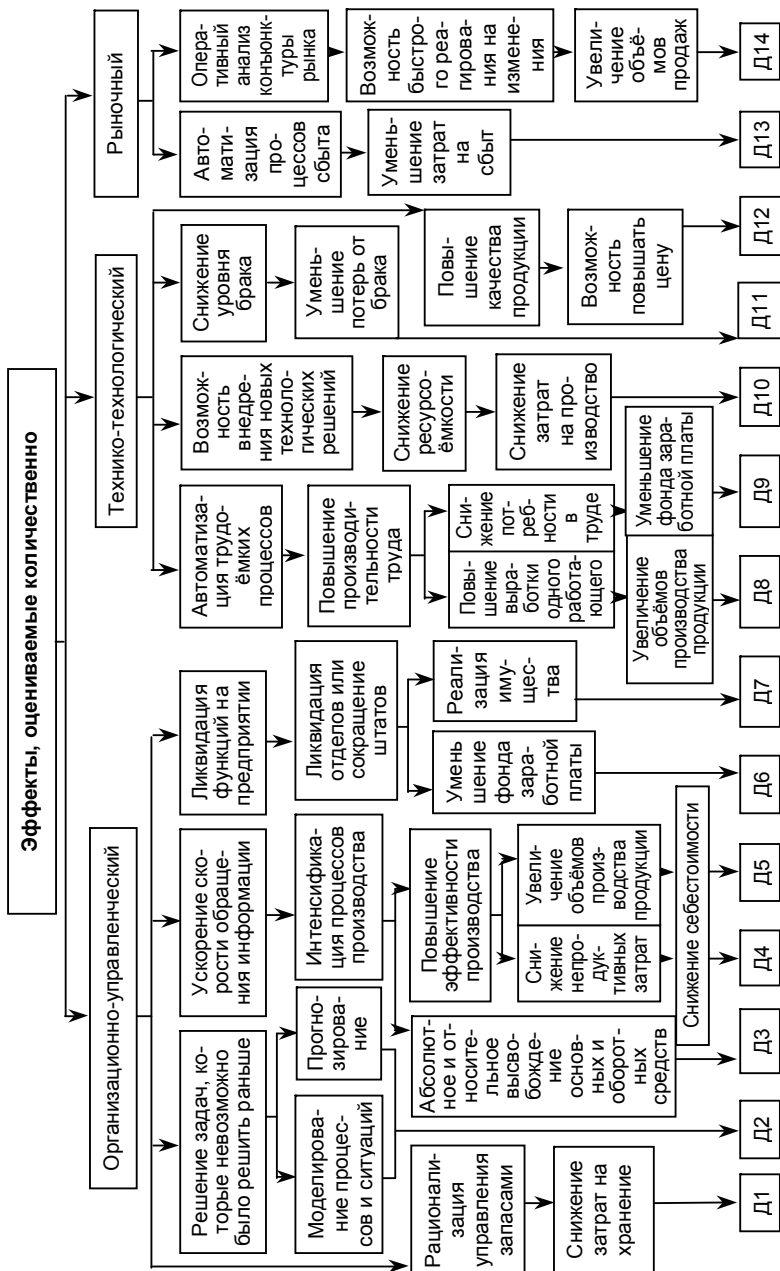 Эффекты, оцениваемые количественно
Организационно-управленческий
Технико-технологический
Рыночный
Решение задач, ко-
торые невозможно
было решить раньше
Ускорение ско-
рости обраще-
ния информации
Ликвидация
функций на
предприятии
Автоматиза-
ция трудо-
ёмких
процессов
Возмож-
ность
внедре-
ния новых
техноло-
гических
решений
Снижение
уровня
брака
Авто-
мати-
зация
про-
цессов
сбыта
Опера-
тивный
анализ
конъюнк-
туры
рынка
Моделирова-
ние процес-
сов и ситуаций
Прогно-
зирова-
ние
Интенсифика-
ция процессов
производства
Ликвидация
отделов или
сокращение
штатов
Повышение
производи-
тельности
труда
Снижение
ресурсо-
ёмкости
Умень-
шение
потерь от
брака
Умень-
шение
затрат
на
сбыт
Возмож-
ность
быстро-
го реа-
гирова-
ния на
измене-
ния
Рационали-
зация
управления
запасами
Абсолют-
ное и от-
носите-
льное
высво-
божде-
ние
основ-
ных и
оборот-
ных
средств
Повышение
эффективности
производства
Умень
шение
фонда
зара-
ботной
платы
Реали-
зация
иму-
щест-
ва
Повы-
шение
выра-
ботки
одного
работа-
ющего
Сни-
жение
пот-
реб-
ности
в
труде
Снижение
затрат
на про-
изводство
Повы-
шение
качества
продукции
Увели-
чение
объё-
мов
продаж
Снижение
затрат на
хранение
Сни-
жение
непро-
дук-
тивных
затрат
Увели-
чение
объёмов
произ-
водства
продукции
Увеличение
объёмов
производства
продукции
Уменьшение
фонда зара-
ботной платы
Возмож-
ность
повышать
цену
Снижение себестоимости
Д1
Д2
Д3
Д4
Д5
Д6
Д7
Д8
Д9
Д10
Д11
Д12
Д13
Д14